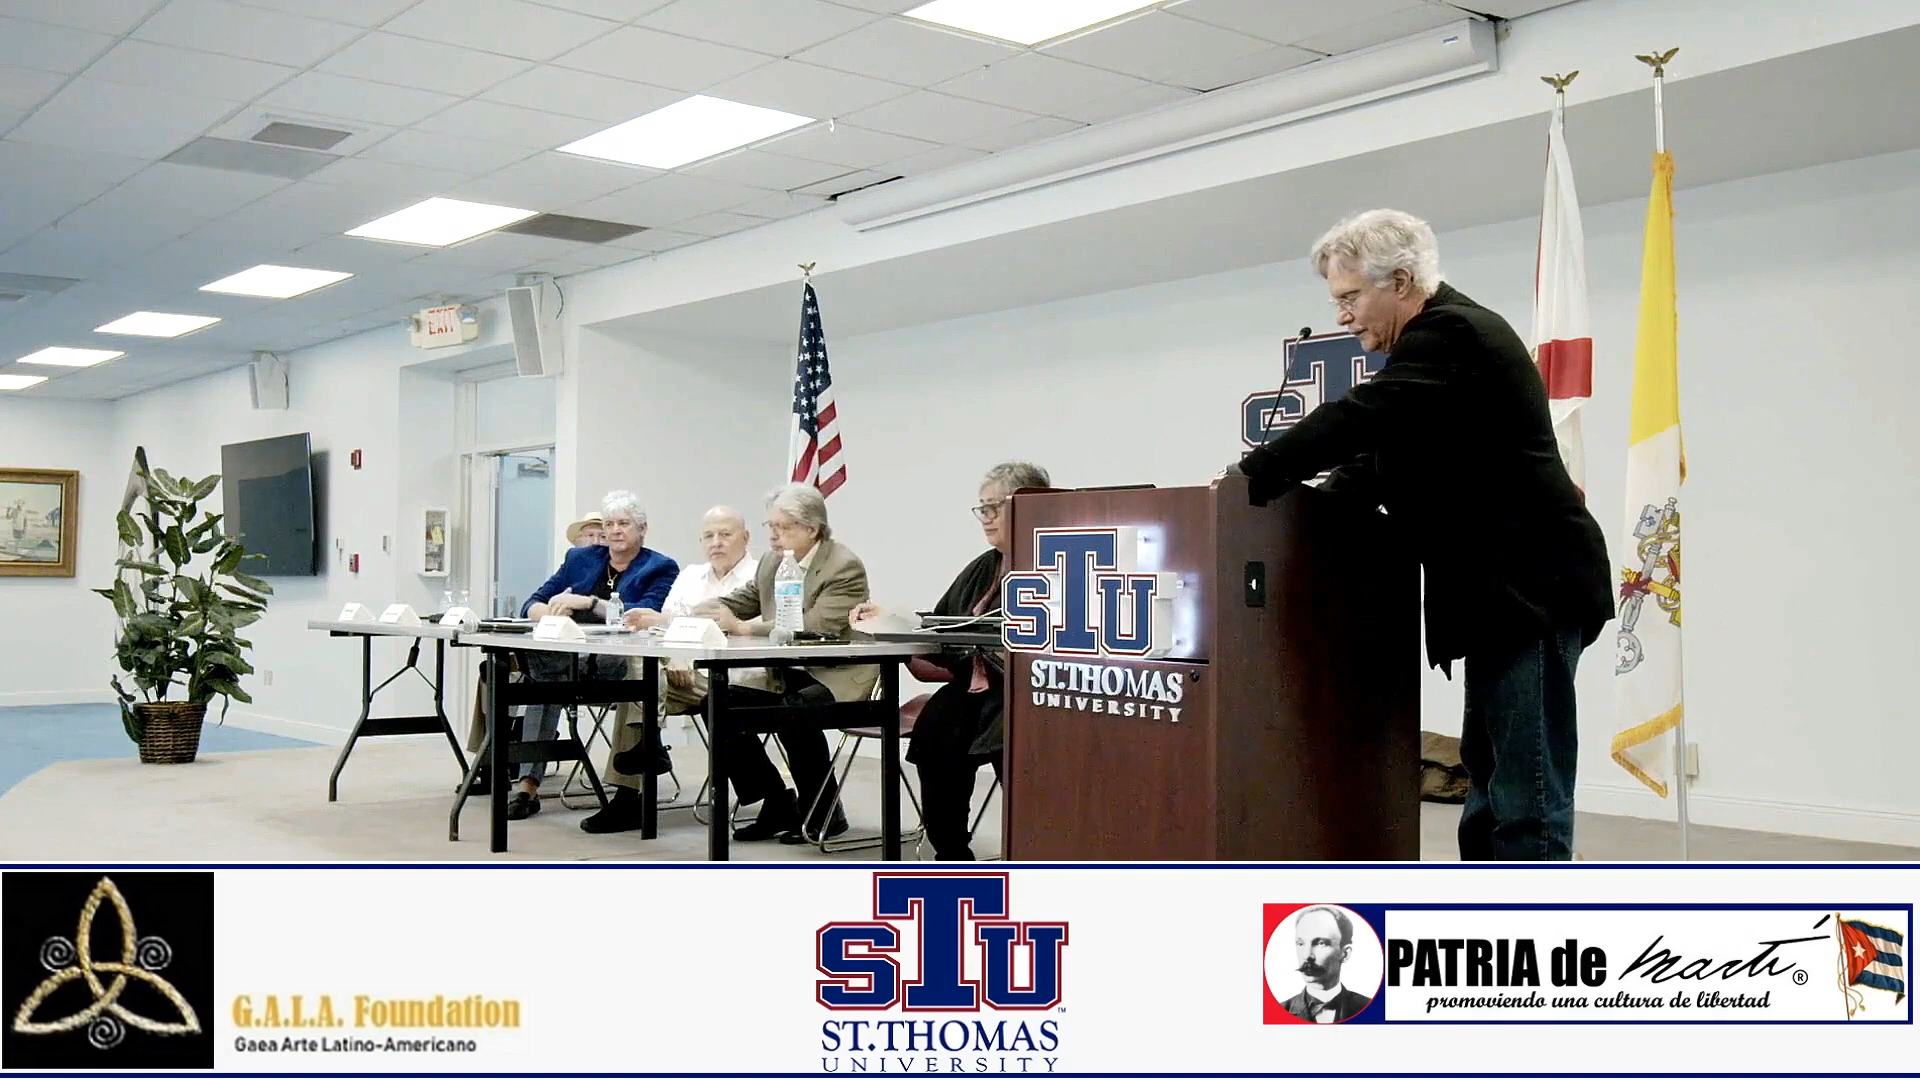 EXIT
STU
STU
ST.THOMAS
UNIVERSITY
G.A.L.A. Foundation
Gaea Arte Latino-Americano
STU™
ST.THOMAS
UNIVERSITY
PATRIA de Martí®
promoviendo una cultura de libertad